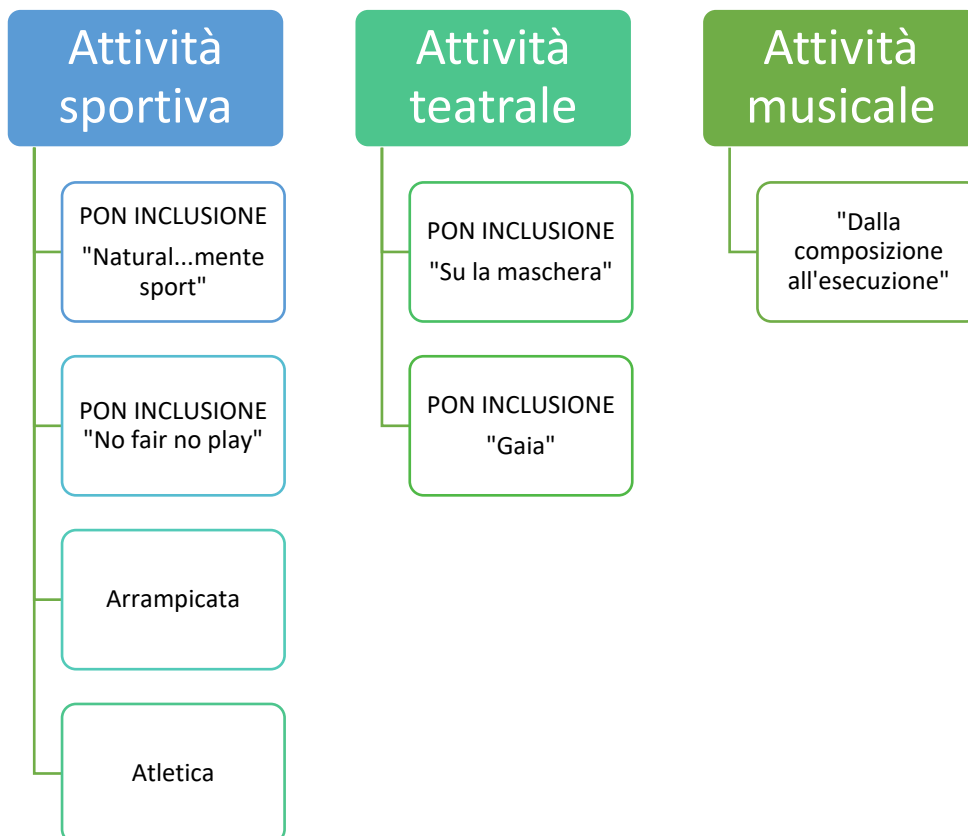 Attività
sportiva
PON INCLUSIONE
"Natural...mente
sport"
PON INCLUSIONE
"No fair no play"
Arrampicata
Atletica
Attività
teatrale
PON INCLUSIONE
"Su la maschera"
PON INCLUSIONE
"Gaia"
Attività
musicale
"Dalla
composizione
all'esecuzione"